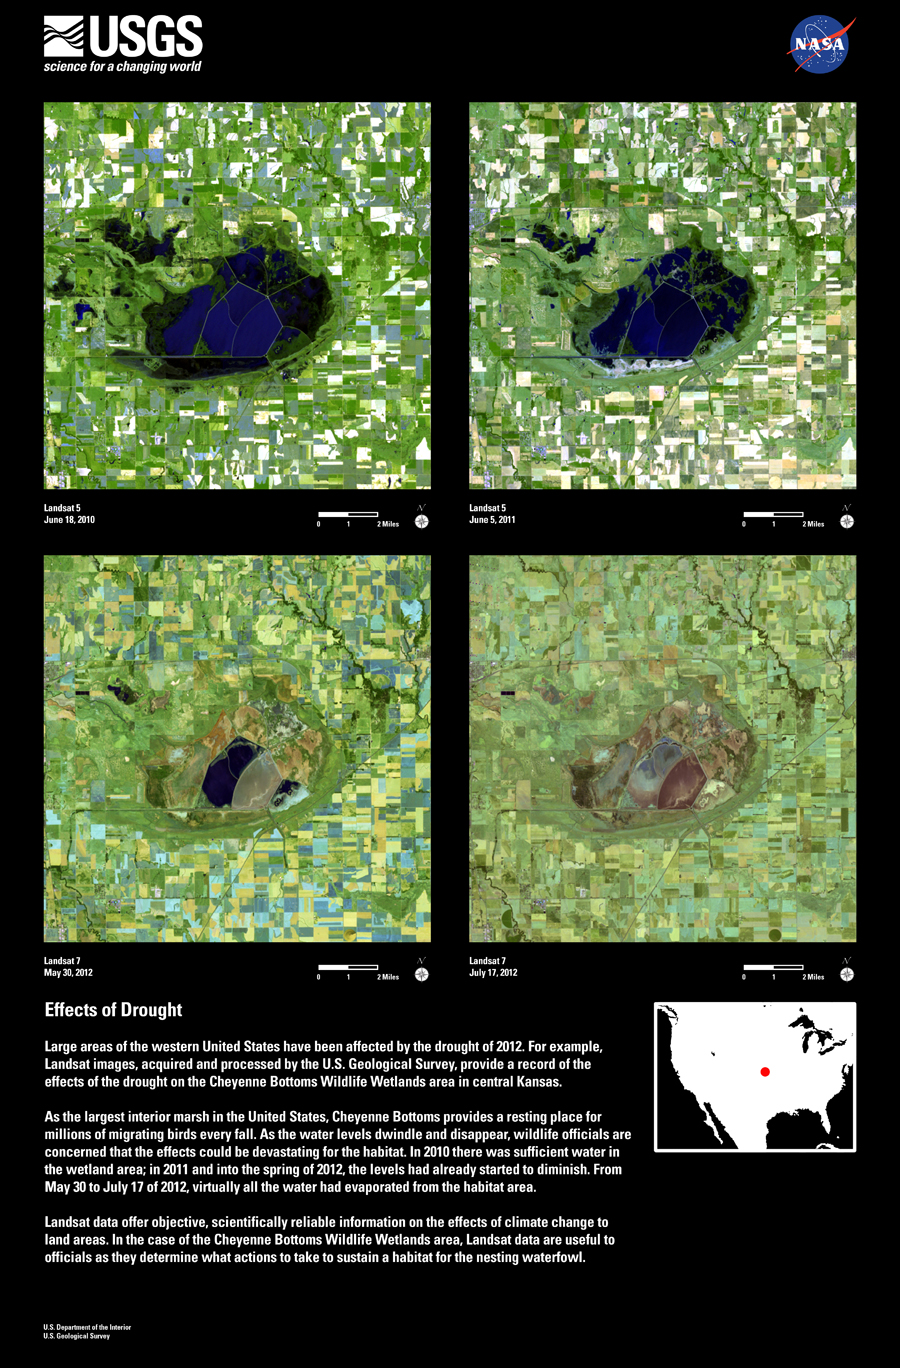 USGS
science for a changing world
NASA
Landsat 5
June 18, 2010
N
0 1 2 Miles
Landsat 5
June 5, 2011
N
0 1 2 Miles
Landsat 7
May 30, 2012
N
0 1 2 Miles
Landsat 7
July 17, 2012
N
0 1 2 Miles
Effects of Drought
Large areas of the western United States have been affected by the drought of 2012. For example,
Landsat images, acquired and processed by the U.S. Geological Survey, provide a record of the
effects of the drought on the Cheyenne Bottoms Wildlife Wetlands area in central Kansas.
As the largest interior marsh in the United States, Cheyenne Bottoms provides a resting place for
millions of migrating birds every fall. As the water levels dwindle and disappear, wildlife officials are
concerned that the effects could be devastating for the habitat. In 2010 there was sufficient water in
the wetland area; in 2011 and into the spring of 2012, the levels had already started to diminish. From
May 30 to July 17 of 2012, virtually all the water had evaporated from the habitat area.
Landsat data offer objective, scientifically reliable information on the effects of climate change to
land areas. In the case of the Cheyenne Bottoms Wildlife Wetlands area, Landsat data are useful to
officials as they determine what actions to take to sustain a habitat for the nesting waterfowl.
U.S. Department of the Interior
U.S. Geological Survey